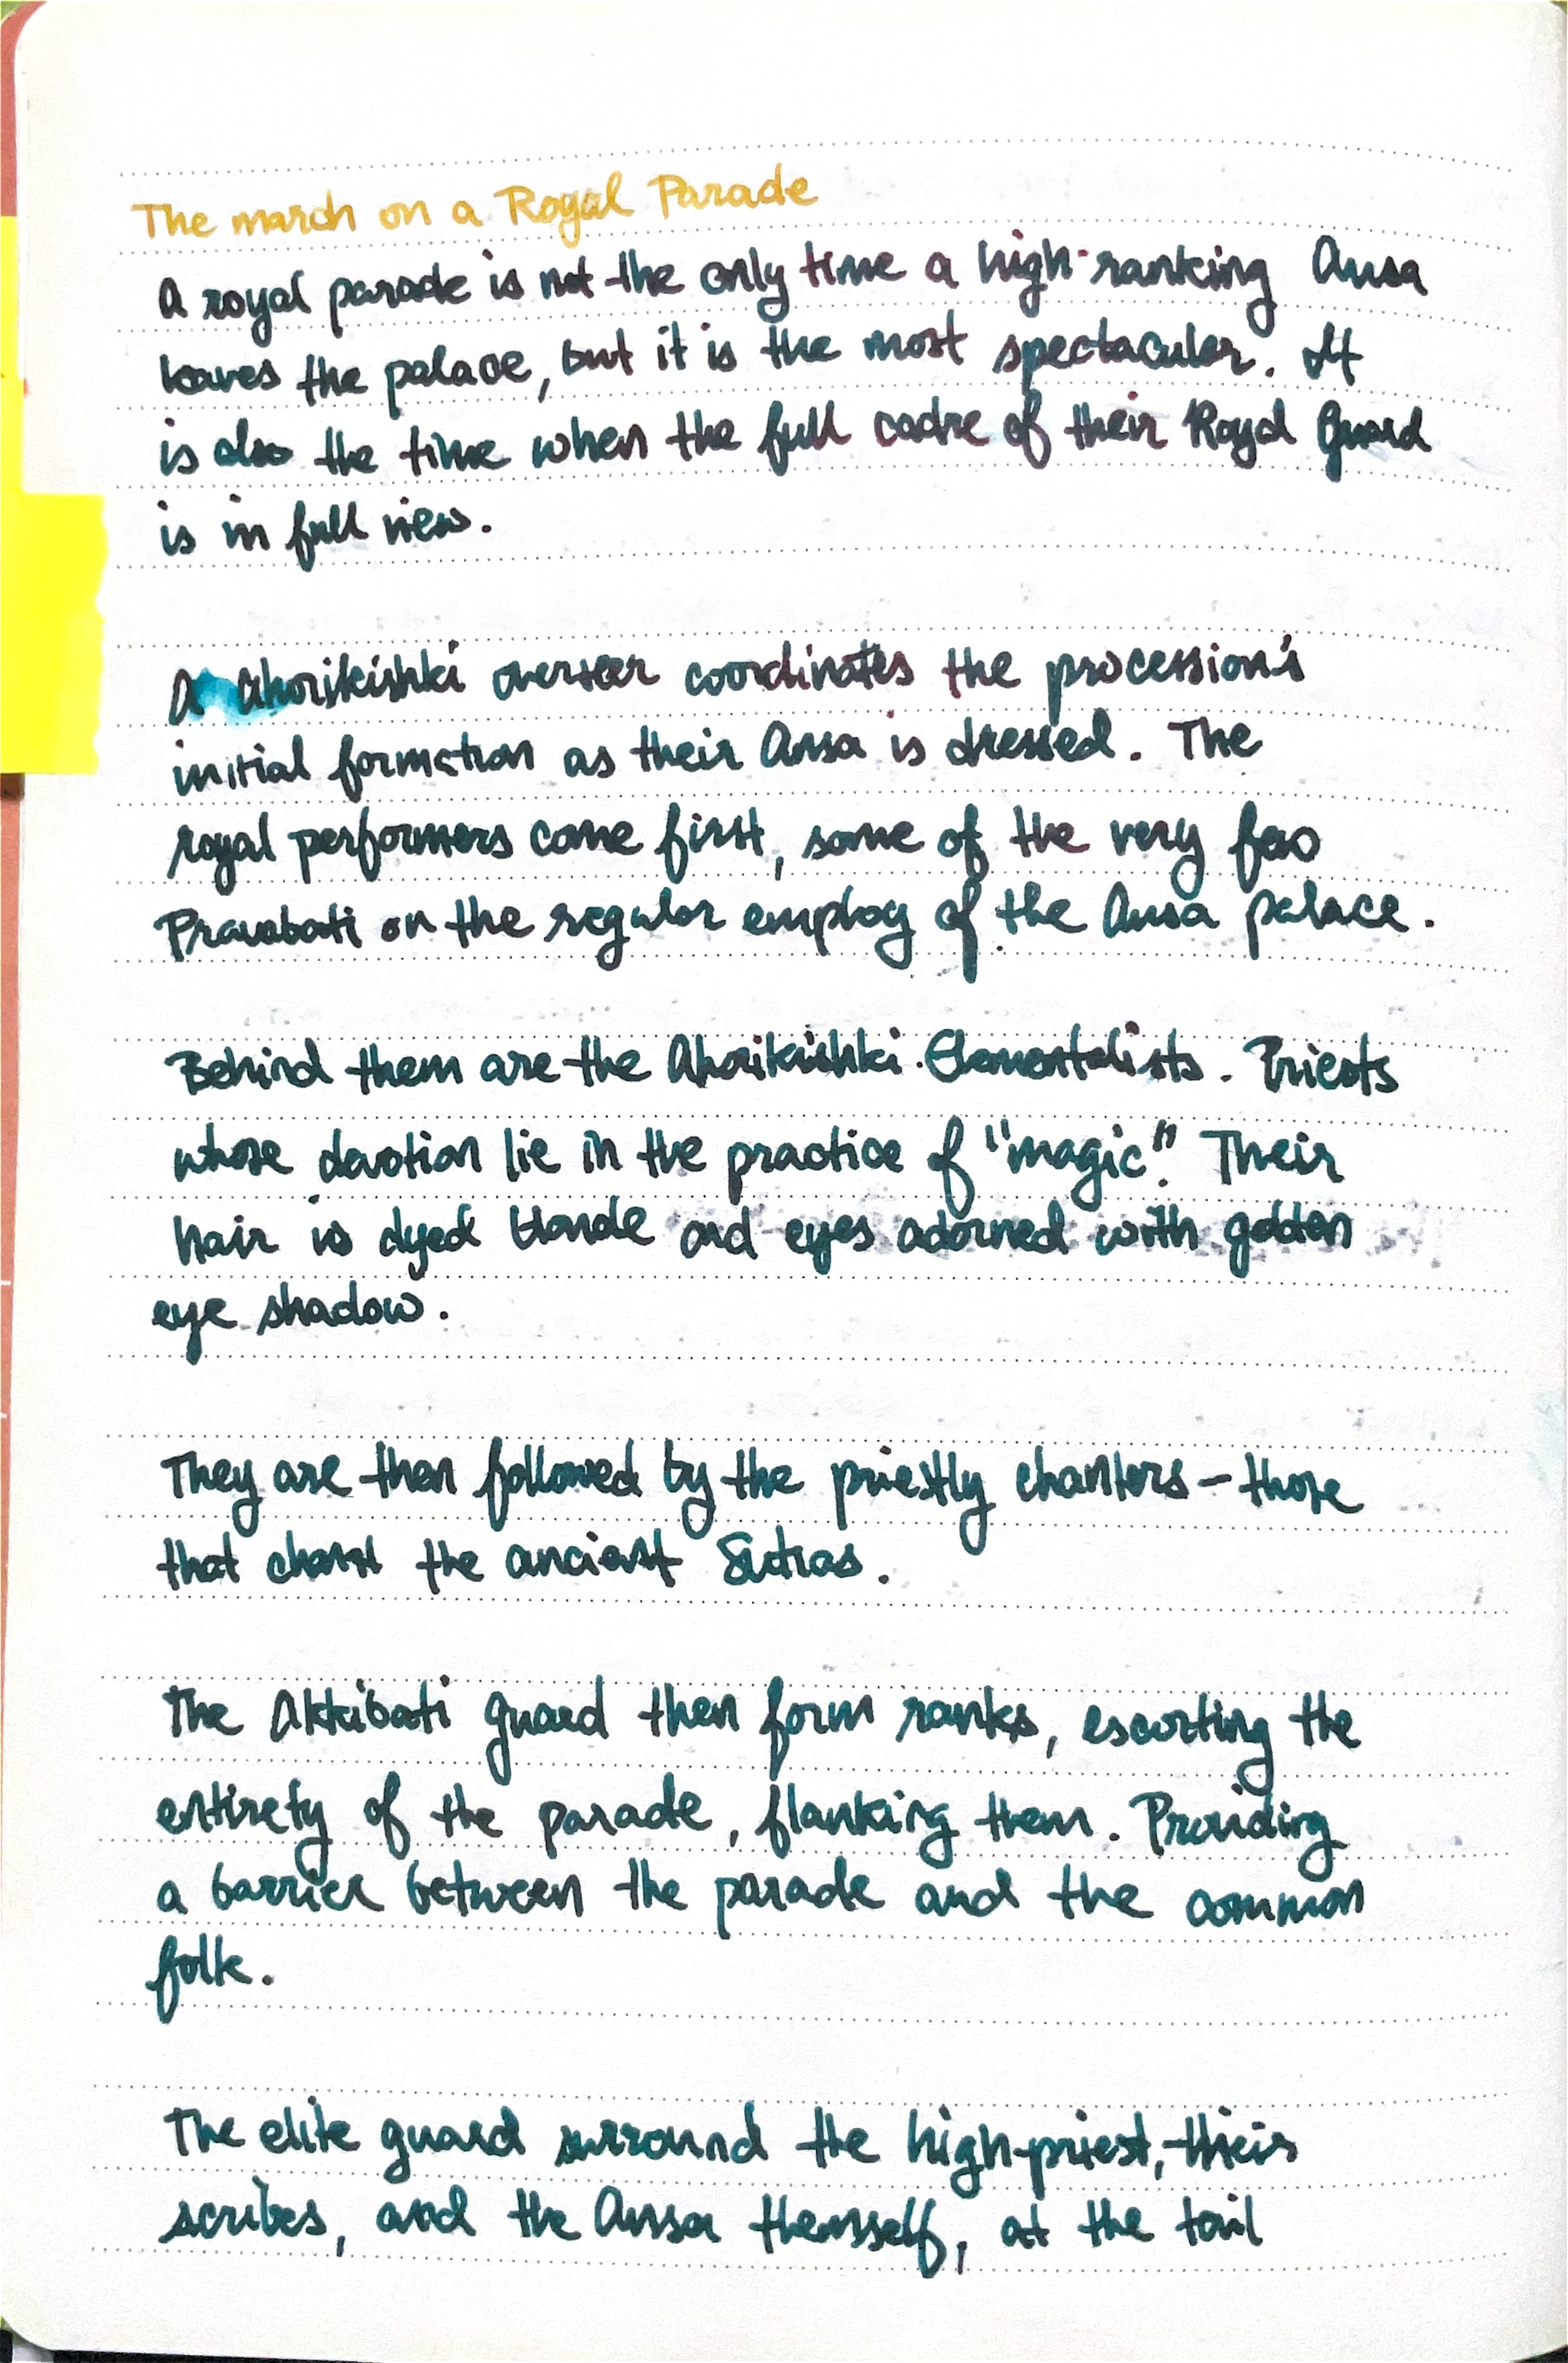 The march on a Royal Parade
A royal parade is not the only time a high-ranking Ansa
leaves the palace, but it is the most spectacular. It
is also the time when the full cadre of their Royal Guard
is in full view.
A Ahorikishki overseer coordinates the procession's
initial formation as their Ansa is dressed. The
royal performers come first, some of the very few
Pravabati on the regular employ of the Ansa palace.
Behind them are the Ahorikishki Elementalists. Priests
whose devotion lie in the practice of "magic". Their
hair is dyed blonde and eyes adorned with golden
eye shadow.
They are then followed by the priestly chanters – those
that chant the ancient Sutras.
The Akkibati guard then form ranks, escorting the
entirety of the parade, flanking them. Providing
a barrier between the parade and the common
folk.
The elite guard surround the high-priest, their
scribes, and the Ansa themself, at the tail